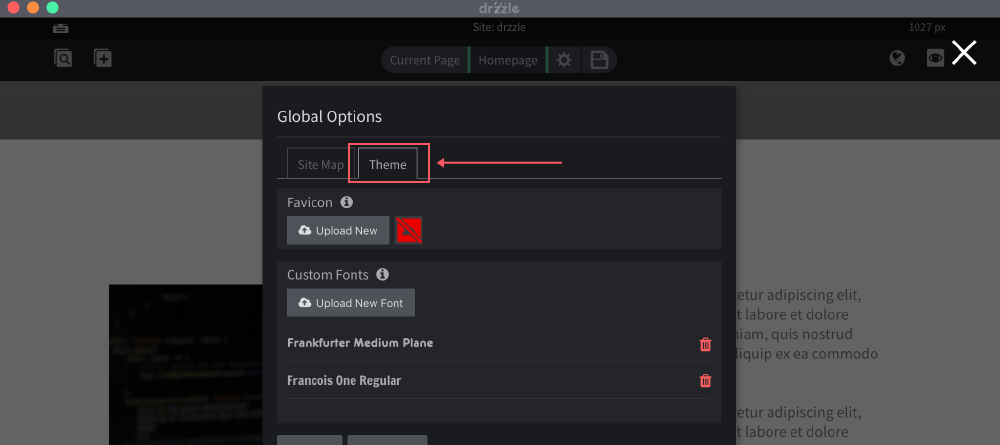 drzzle
Site: drzzle
1027 px
Current Page
Homepage
Global Options
Site Map
Theme
Favicon
Upload New
Custom Fonts
Upload New Font
Frankfurter Medium Plane
Francois One Regular
etur adipiscing elit,
t labore et dolore
niam, quis nostrud
liquip ex ea commodo
etur adipiscing elit,
t labore et dolore